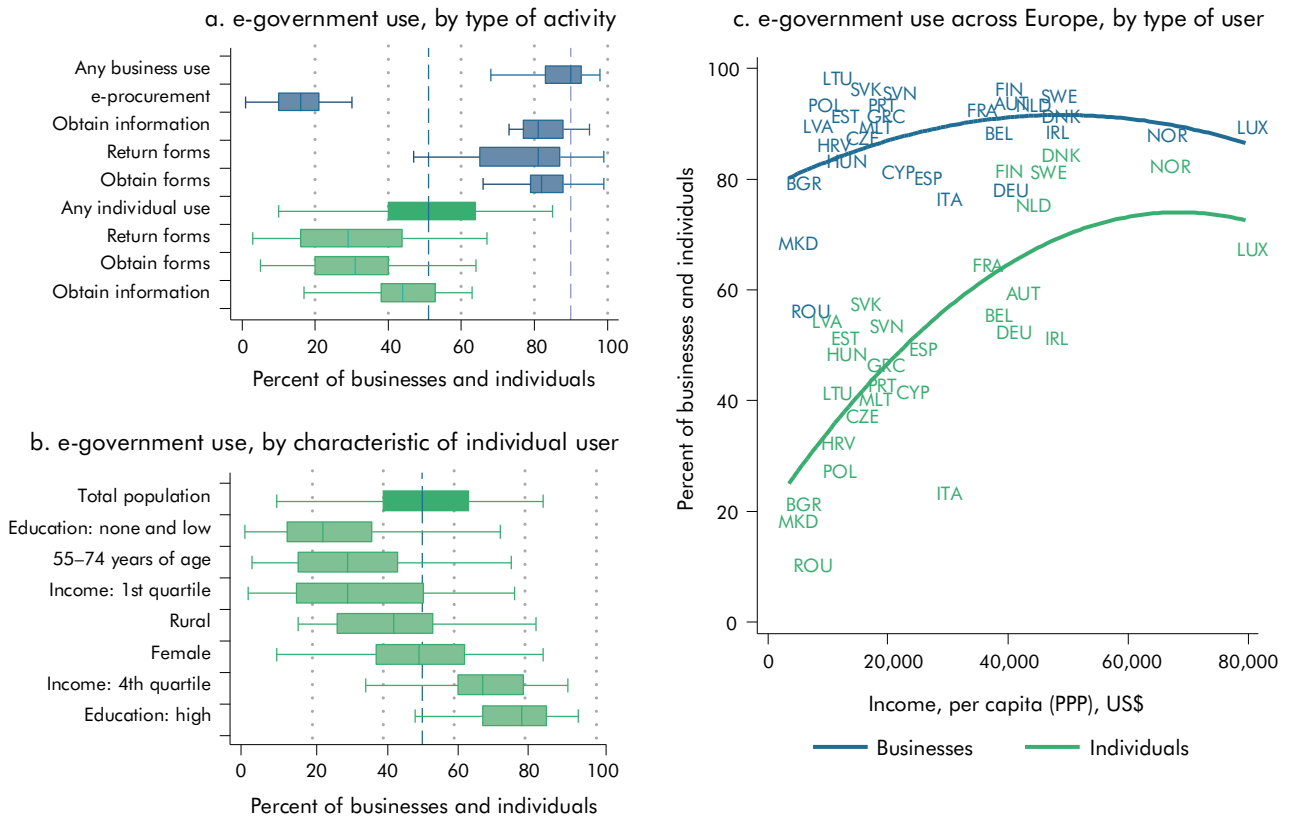 a. e-government use, by type of activity
Any business use
e-procurement
Obtain information
Return forms
Obtain forms
Any individual use
Return forms
Obtain forms
Obtain information
0 20 40 60 80 100
Percent of businesses and individuals
b. e-government use, by characteristic of individual user
Total population
Education: none and low
55–74 years of age
Income: 1st quartile
Rural
Female
Income: 4th quartile
Education: high
0 20 40 60 80 100
Percent of businesses and individuals
c. e-government use across Europe, by type of user
Percent of businesses and individuals
100
80
60
40
20
0
LTU
SVK
SVN
FIN
SWE
POL
PRT
AUT
NLD
FRA
EST
GRC
DNK
LVA
MLT
BEL
IRL
NOR
LUX
HRV
CZE
HUN
BGR
CYP
ESP
DEU
ITA
MKD
ROU
DNK
NOR
FIN
SWE
NLD
LUX
FRA
AUT
SVK
BEL
LVA
SVN
DEU
IRL
EST
HUN
ESP
GRC
PRT
LTU
CYP
MLT
CZE
HRV
POL
ITA
BGR
MKD
ROU
0 20,000 40,000 60,000 80,000
Income, per capita (PPP), US$
Businesses
Individuals